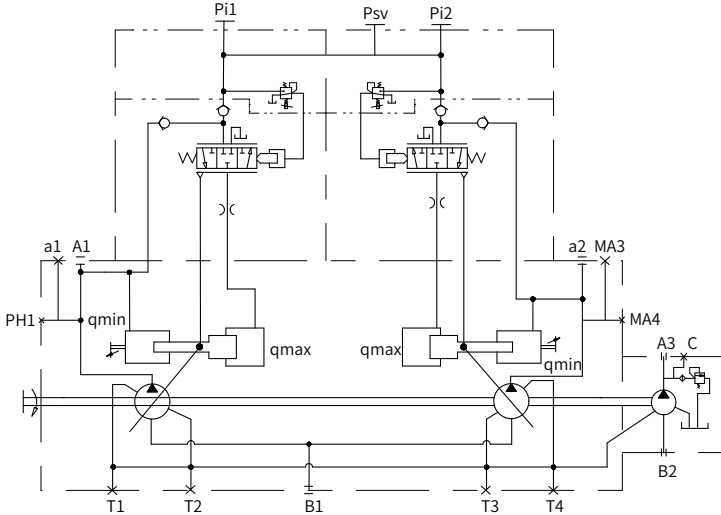 Pi1 Psv Pi2
a1 A1 a2 MA3
PH1 qmin MA4
qmax qmax A3 C
qmin
B2
T1 T2 B1 T3 T4